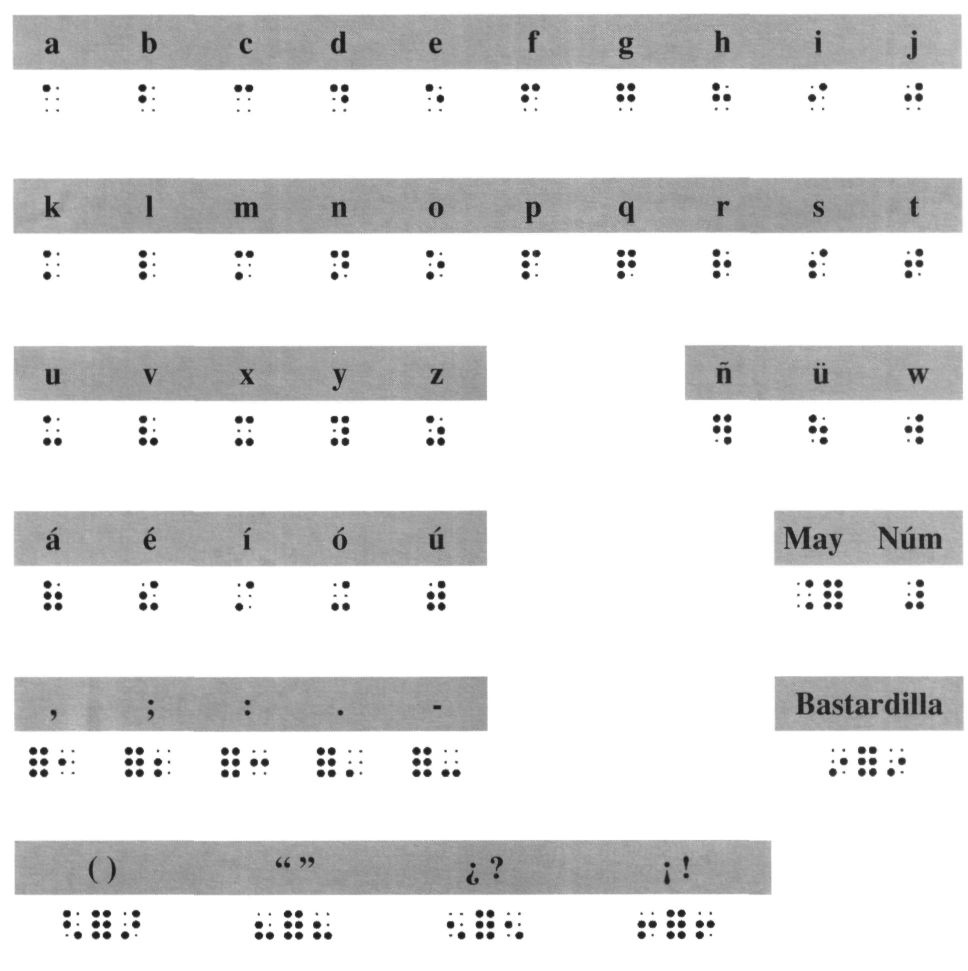 a b c d e f g h i j
⠁ ⠃ ⠉ ⠙ ⠑ ⠋ ⠛ ⠓ ⠊ ⠚
k l m n o p q r s t
⠅ ⠇ ⠍ ⠝ ⠕ ⠏ ⠟ ⠗ ⠎ ⠞
u v x y z ñ ü w
⠥ ⠧ ⠭ ⠽ ⠵ ⠻ ⠳ ⠺
á é í ó ú May Núm
⠷ ⠮ ⠌ ⠬ ⠾ ⠨⠿ ⠼
, ; : . - Bastardilla
⠿⠂ ⠿⠆ ⠿⠒ ⠿⠄ ⠿⠤ ⠔⠿⠔
( ) “ ” ¿ ? ¡ !
⠣⠿⠜ ⠦⠿⠦ ⠢⠿⠢ ⠖⠿⠖